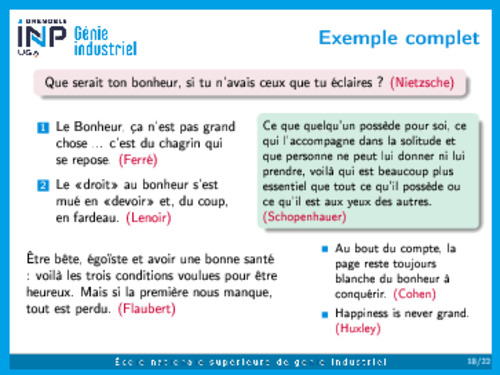 GRENOBLE
INP
UGA
Génie
industriel
Exemple complet
Que serait ton bonheur, si tu n'avais ceux que tu éclaires ? (Nietzsche)
1 Le Bonheur, ça n'est pas grand
chose ... c'est du chagrin qui
se repose. (Ferré)
2 Le «droit» au bonheur s'est
mué en «devoir» et, du coup,
en fardeau. (Lenoir)
Ce que quelqu'un possède pour soi, ce
qui l'accompagne dans la solitude et
que personne ne peut lui donner ni lui
prendre, voilà qui est beaucoup plus
essentiel que tout ce qu'il possède ou
ce qu'il est aux yeux des autres.
(Schopenhauer)
Être bête, égoïste et avoir une bonne santé
: voilà les trois conditions voulues pour être
heureux. Mais si la première nous manque,
tout est perdu. (Flaubert)
Au bout du compte, la
page reste toujours
blanche du bonheur à
conquérir. (Cohen)
Happiness is never grand.
(Huxley)
École nationale supérieure de génie industriel
18/22